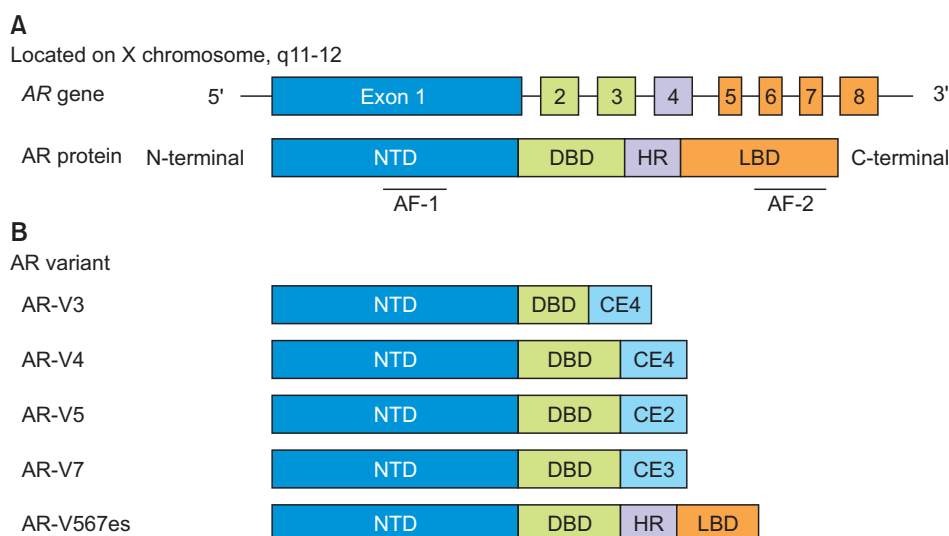 A
Located on X chromosome, q11-12
AR gene 5' Exon 1 2 3 4 5 6 7 8 3'
AR protein N-terminal NTD DBD HR LBD C-terminal
AF-1 AF-2
B
AR variant
AR-V3 NTD DBD CE4
AR-V4 NTD DBD CE4
AR-V5 NTD DBD CE2
AR-V7 NTD DBD CE3
AR-V567es NTD DBD HR LBD